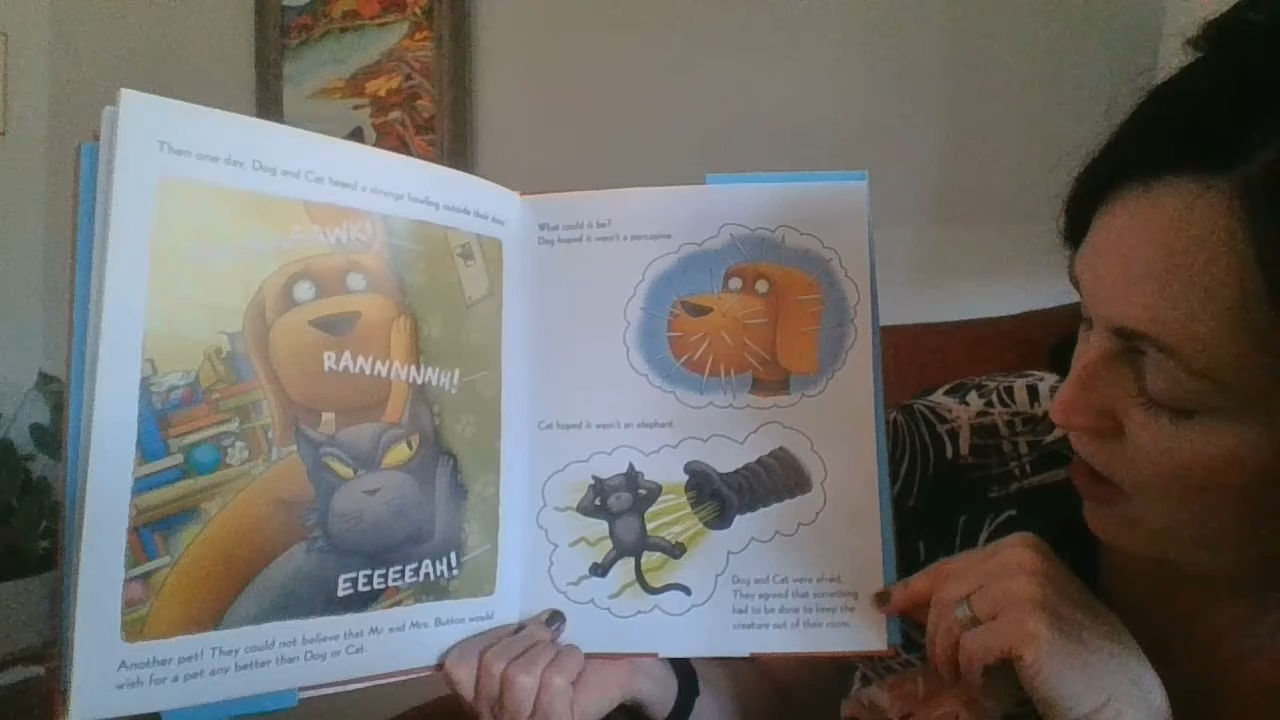 Then one day, Dog and Cat heard a strange howling outside their
AWK!
RANNNNNH!
EEEEEAH!
Another pet! They could not believe that Mr. and Mrs. Button would
wish for a pet any better than Dog or Cat.
What could it be?
Dog hoped it wasn't a porcupine.
Cat hoped it wasn't an elephant.
Dog and Cat were afraid.
They agreed that something
had to be done to keep the
creature out of their room.